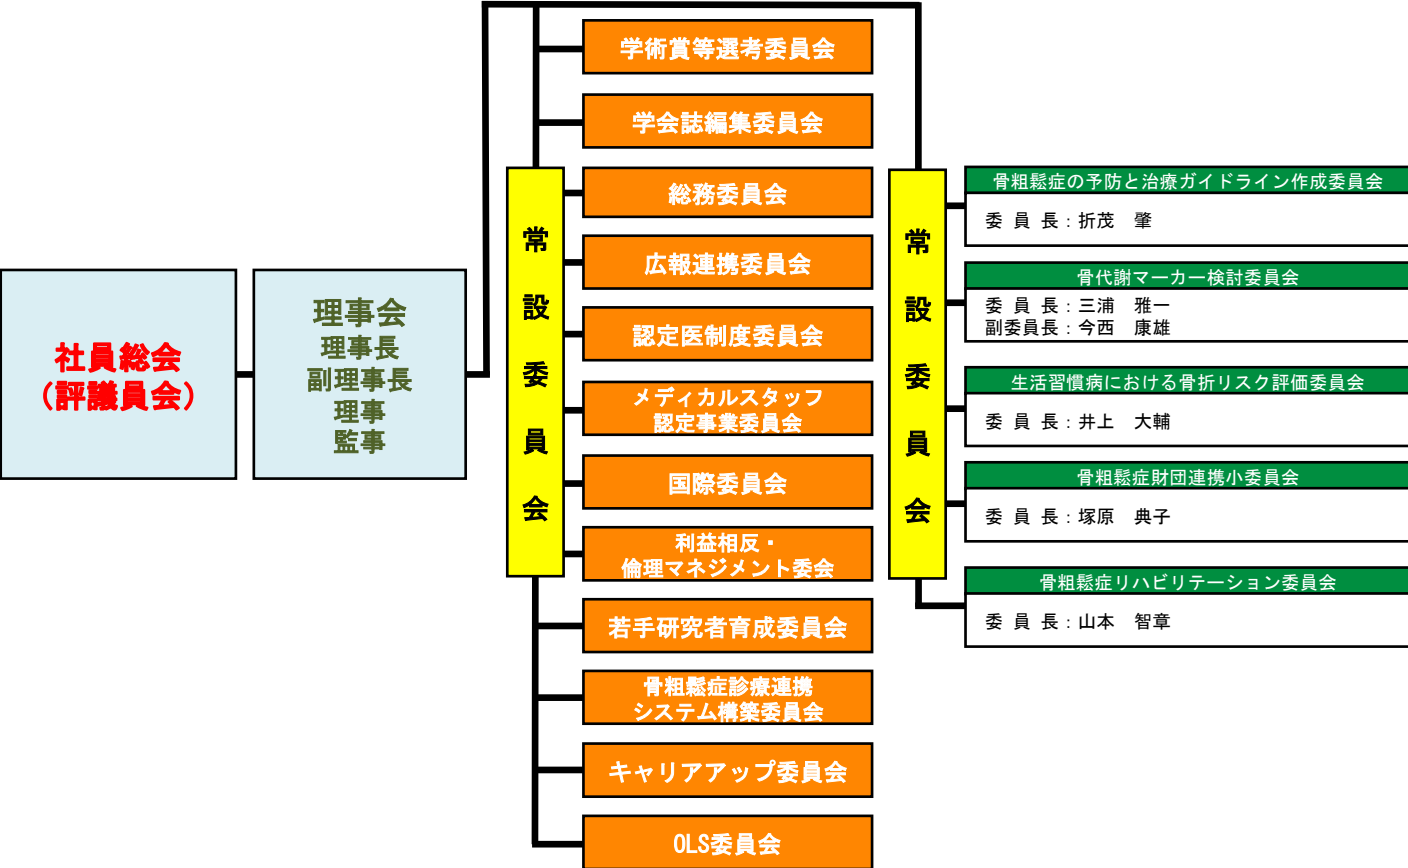 社員総会
（評議員会）
理事会
理事長
副理事長
理事
監事
常設委員会
学術賞等選考委員会
学会誌編集委員会
総務委員会
広報連携委員会
認定医制度委員会
メディカルスタッフ
認定事業委員会
国際委員会
利益相反・
倫理マネジメント委会
若手研究者育成委員会
骨粗鬆症診療連携
システム構築委員会
キャリアアップ委員会
OLS委員会
常設委員会
骨粗鬆症の予防と治療ガイドライン作成委員会
委員長：折茂　肇
骨代謝マーカー検討委員会
委員長：三浦　雅一
副委員長：今西　康雄
生活習慣病における骨折リスク評価委員会
委員長：井上　大輔
骨粗鬆症財団連携小委員会
委員長：塚原　典子
骨粗鬆症リハビリテーション委員会
委員長：山本　智章